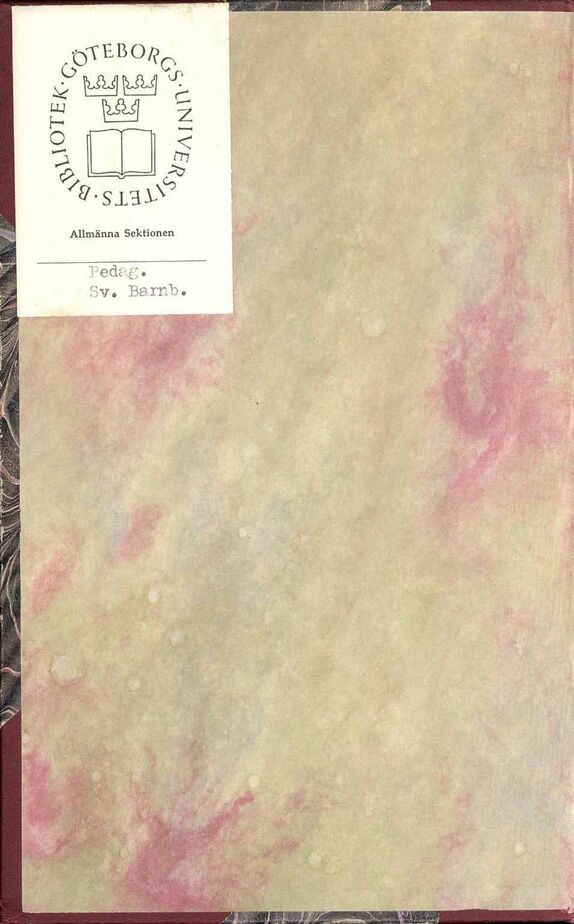 GÖTEBORGS · UNIVERSITETS · BIBLIOTEK ·
Allmänna Sektionen
Pedag.
Sv. Barnb.